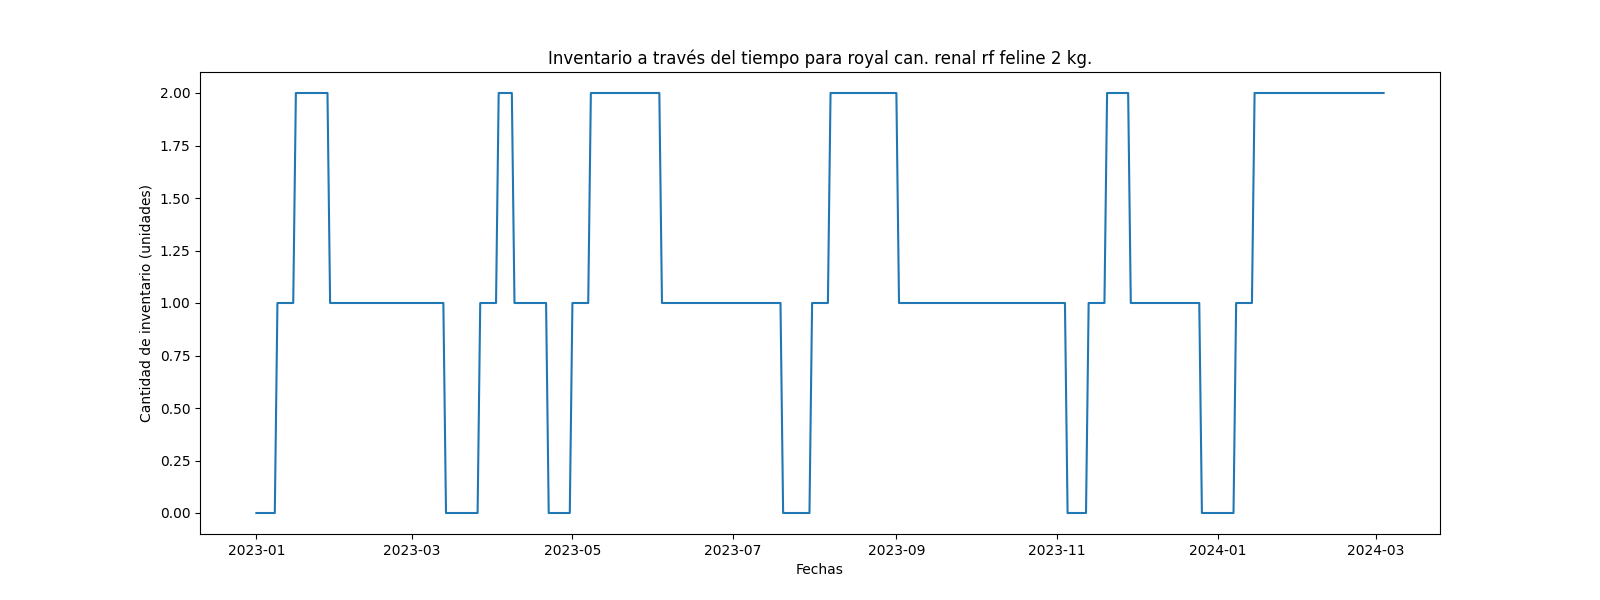 Inventario a través del tiempo para royal can. renal rf feline 2 kg.
Cantidad de inventario (unidades)
2.00
1.75
1.50
1.25
1.00
0.75
0.50
0.25
0.00
2023-01 2023-03 2023-05 2023-07 2023-09 2023-11 2024-01 2024-03
Fechas